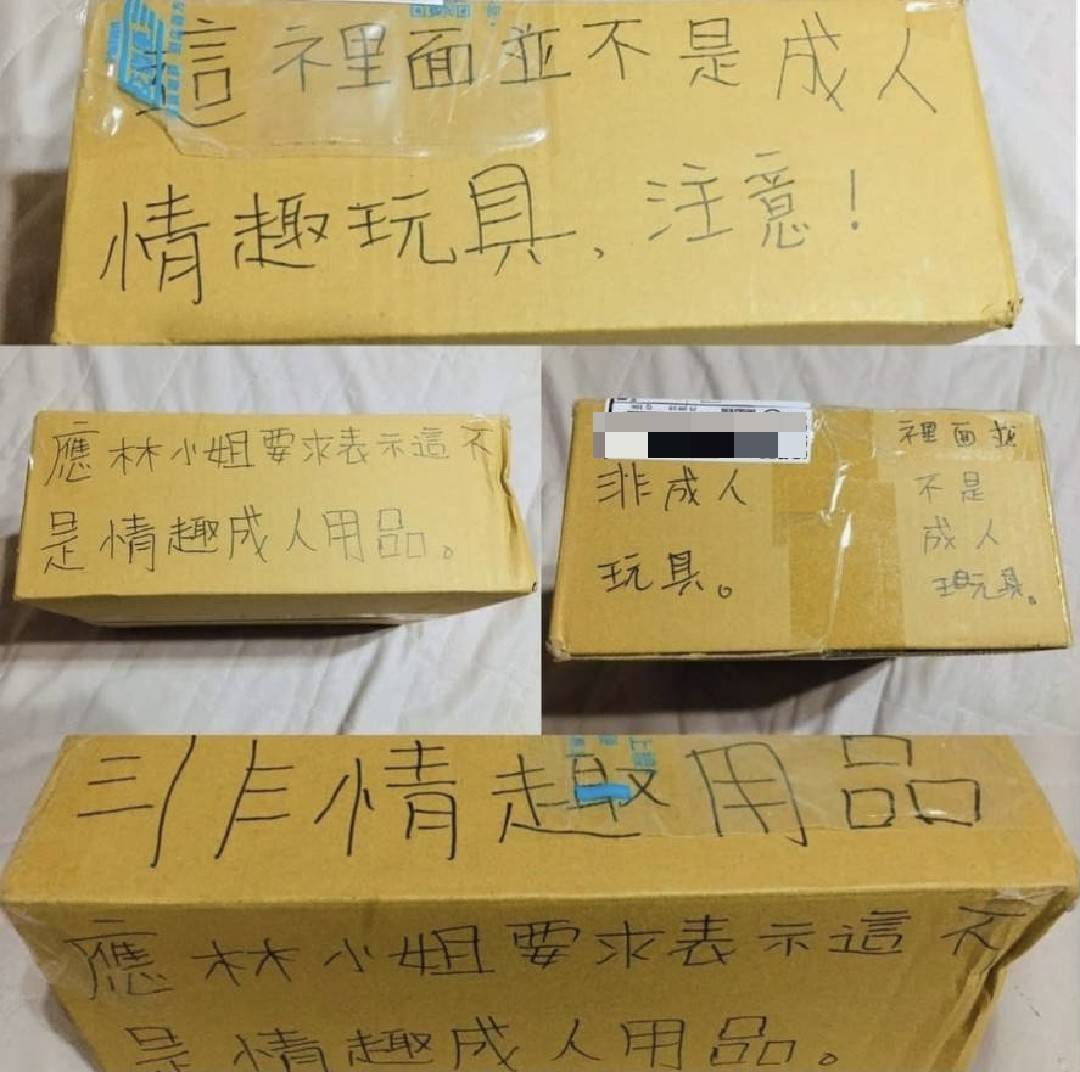 這裡面並不是成人
情趣玩具、注意！
應林小姐要求表示這不
是情趣成人用品。
非成人
玩具。
裡面並
不是
成人
玩具。
非情趣用品
應林小姐要求表示這不
是情趣成人用品。